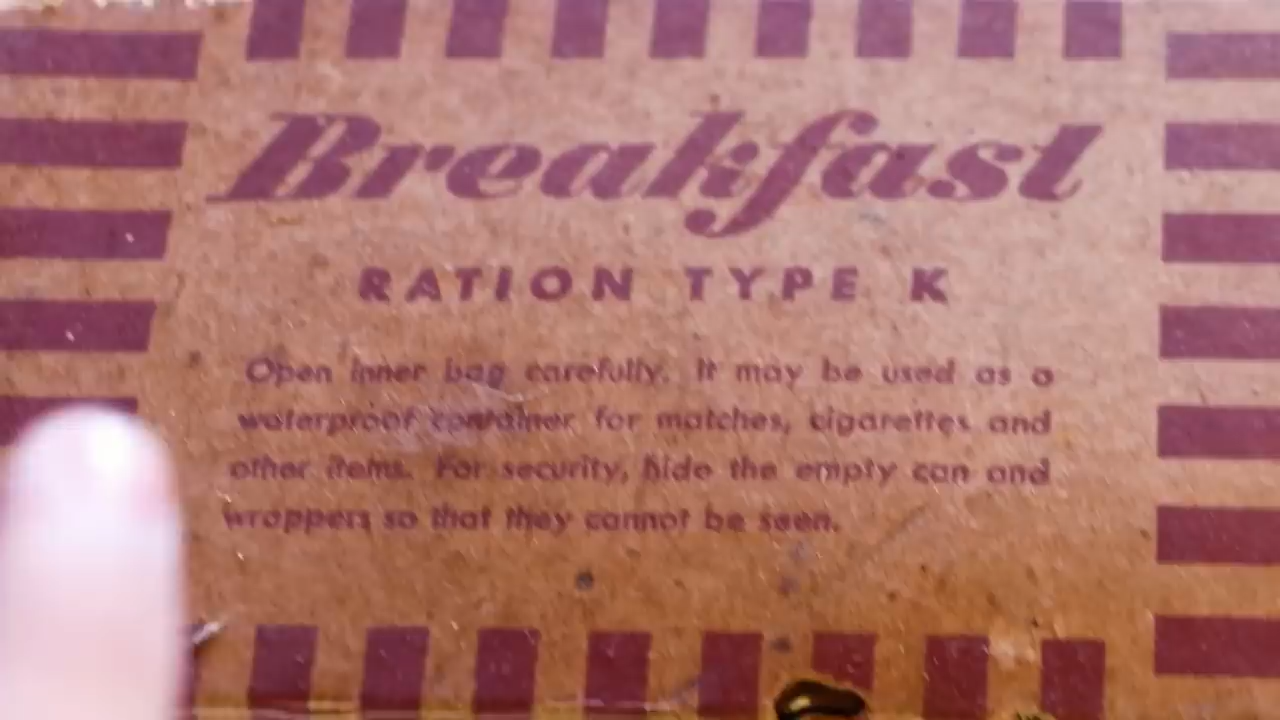 Breakfast
RATION TYPE K
Open inner bag carefully. It may be used as a
waterproof container for matches, cigarettes and
other items. For security, hide the empty can and
wrappers so that they cannot be seen.